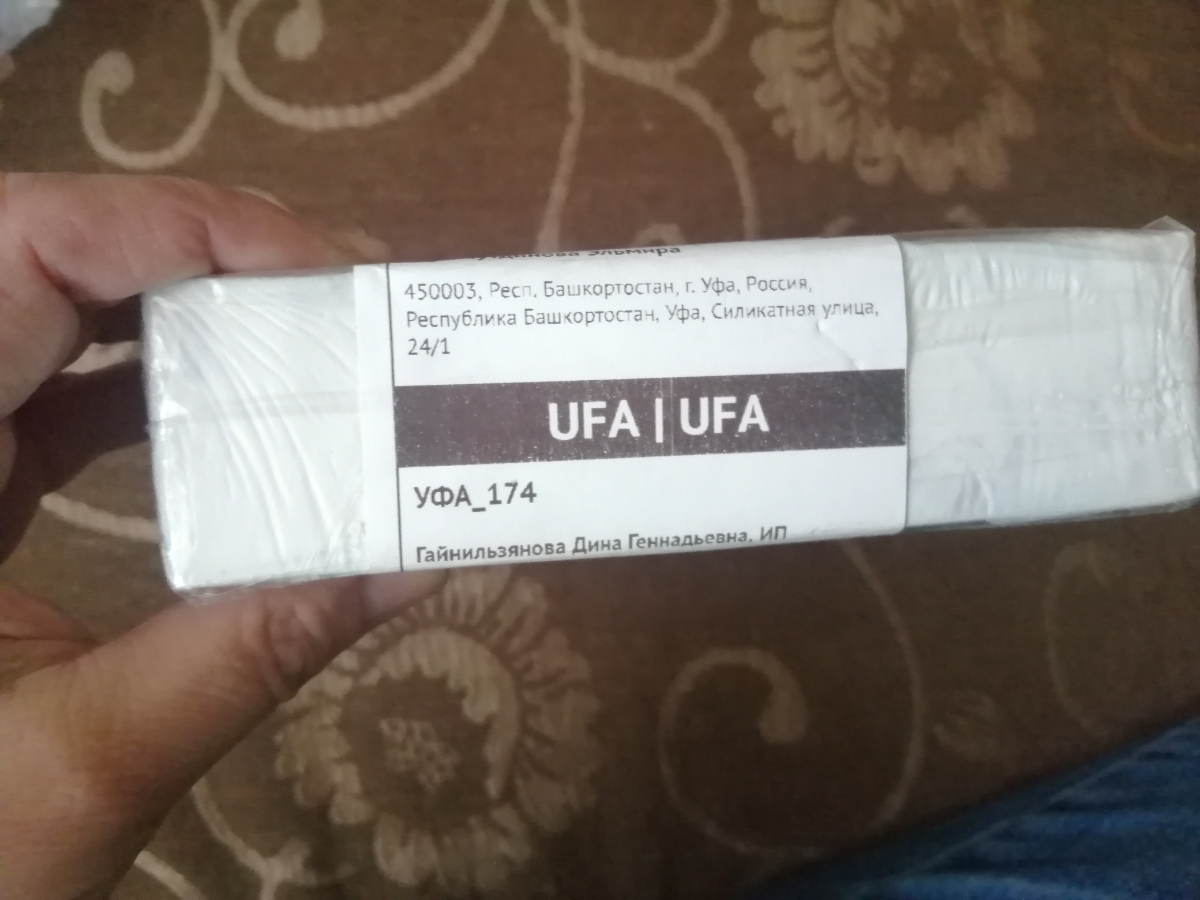 Эльмира
450003, Респ. Башкортостан, г. Уфа, Россия,
Республика Башкортостан, Уфа, Силикатная улица,
24/1
UFA | UFA
УФА_174
Гайнильзянова Дина Геннадьевна, ИП